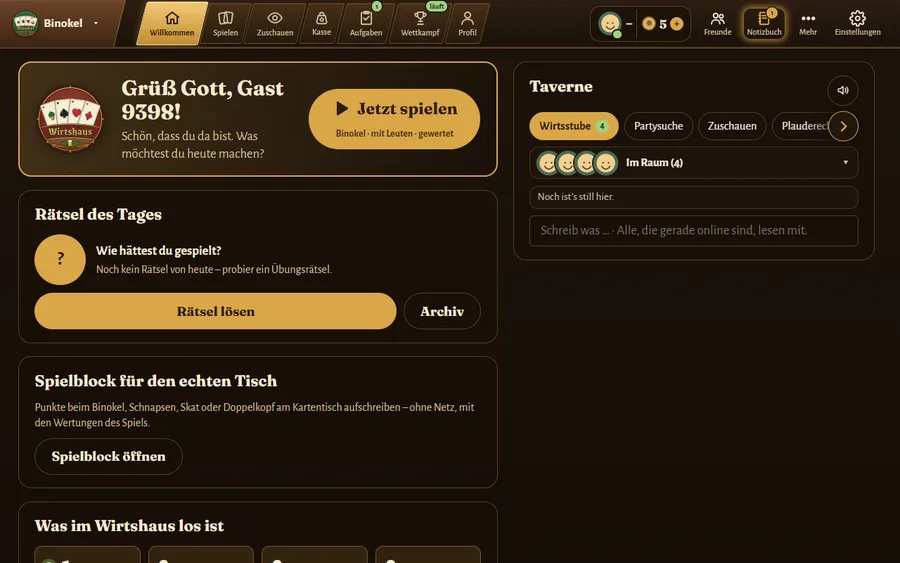 Binokel
Willkommen
Spielen
Zuschauen
Kasse
1
Aufgaben
läuft
Wettkampf
Profil
–
5
+
Freunde
1
Notizbuch
Mehr
Einstellungen
Wirtshaus
Grüß Gott, Gast
9398!
Schön, dass du da bist. Was
möchtest du heute machen?
Jetzt spielen
Binokel · mit Leuten · gewertet
Rätsel des Tages
?
Wie hättest du gespielt?
Noch kein Rätsel von heute – probier ein Übungsrätsel.
Rätsel lösen
Archiv
Spielblock für den echten Tisch
Punkte beim Binokel, Schnapsen, Skat oder Doppelkopf am Kartentisch aufschreiben – ohne Netz, mit
den Wertungen des Spiels.
Spielblock öffnen
Was im Wirtshaus los ist
Taverne
Wirtsstube 4
Partysuche
Zuschauen
Plauderec
Im Raum (4)
Noch ist's still hier.
Schreib was ... · Alle, die gerade online sind, lesen mit.